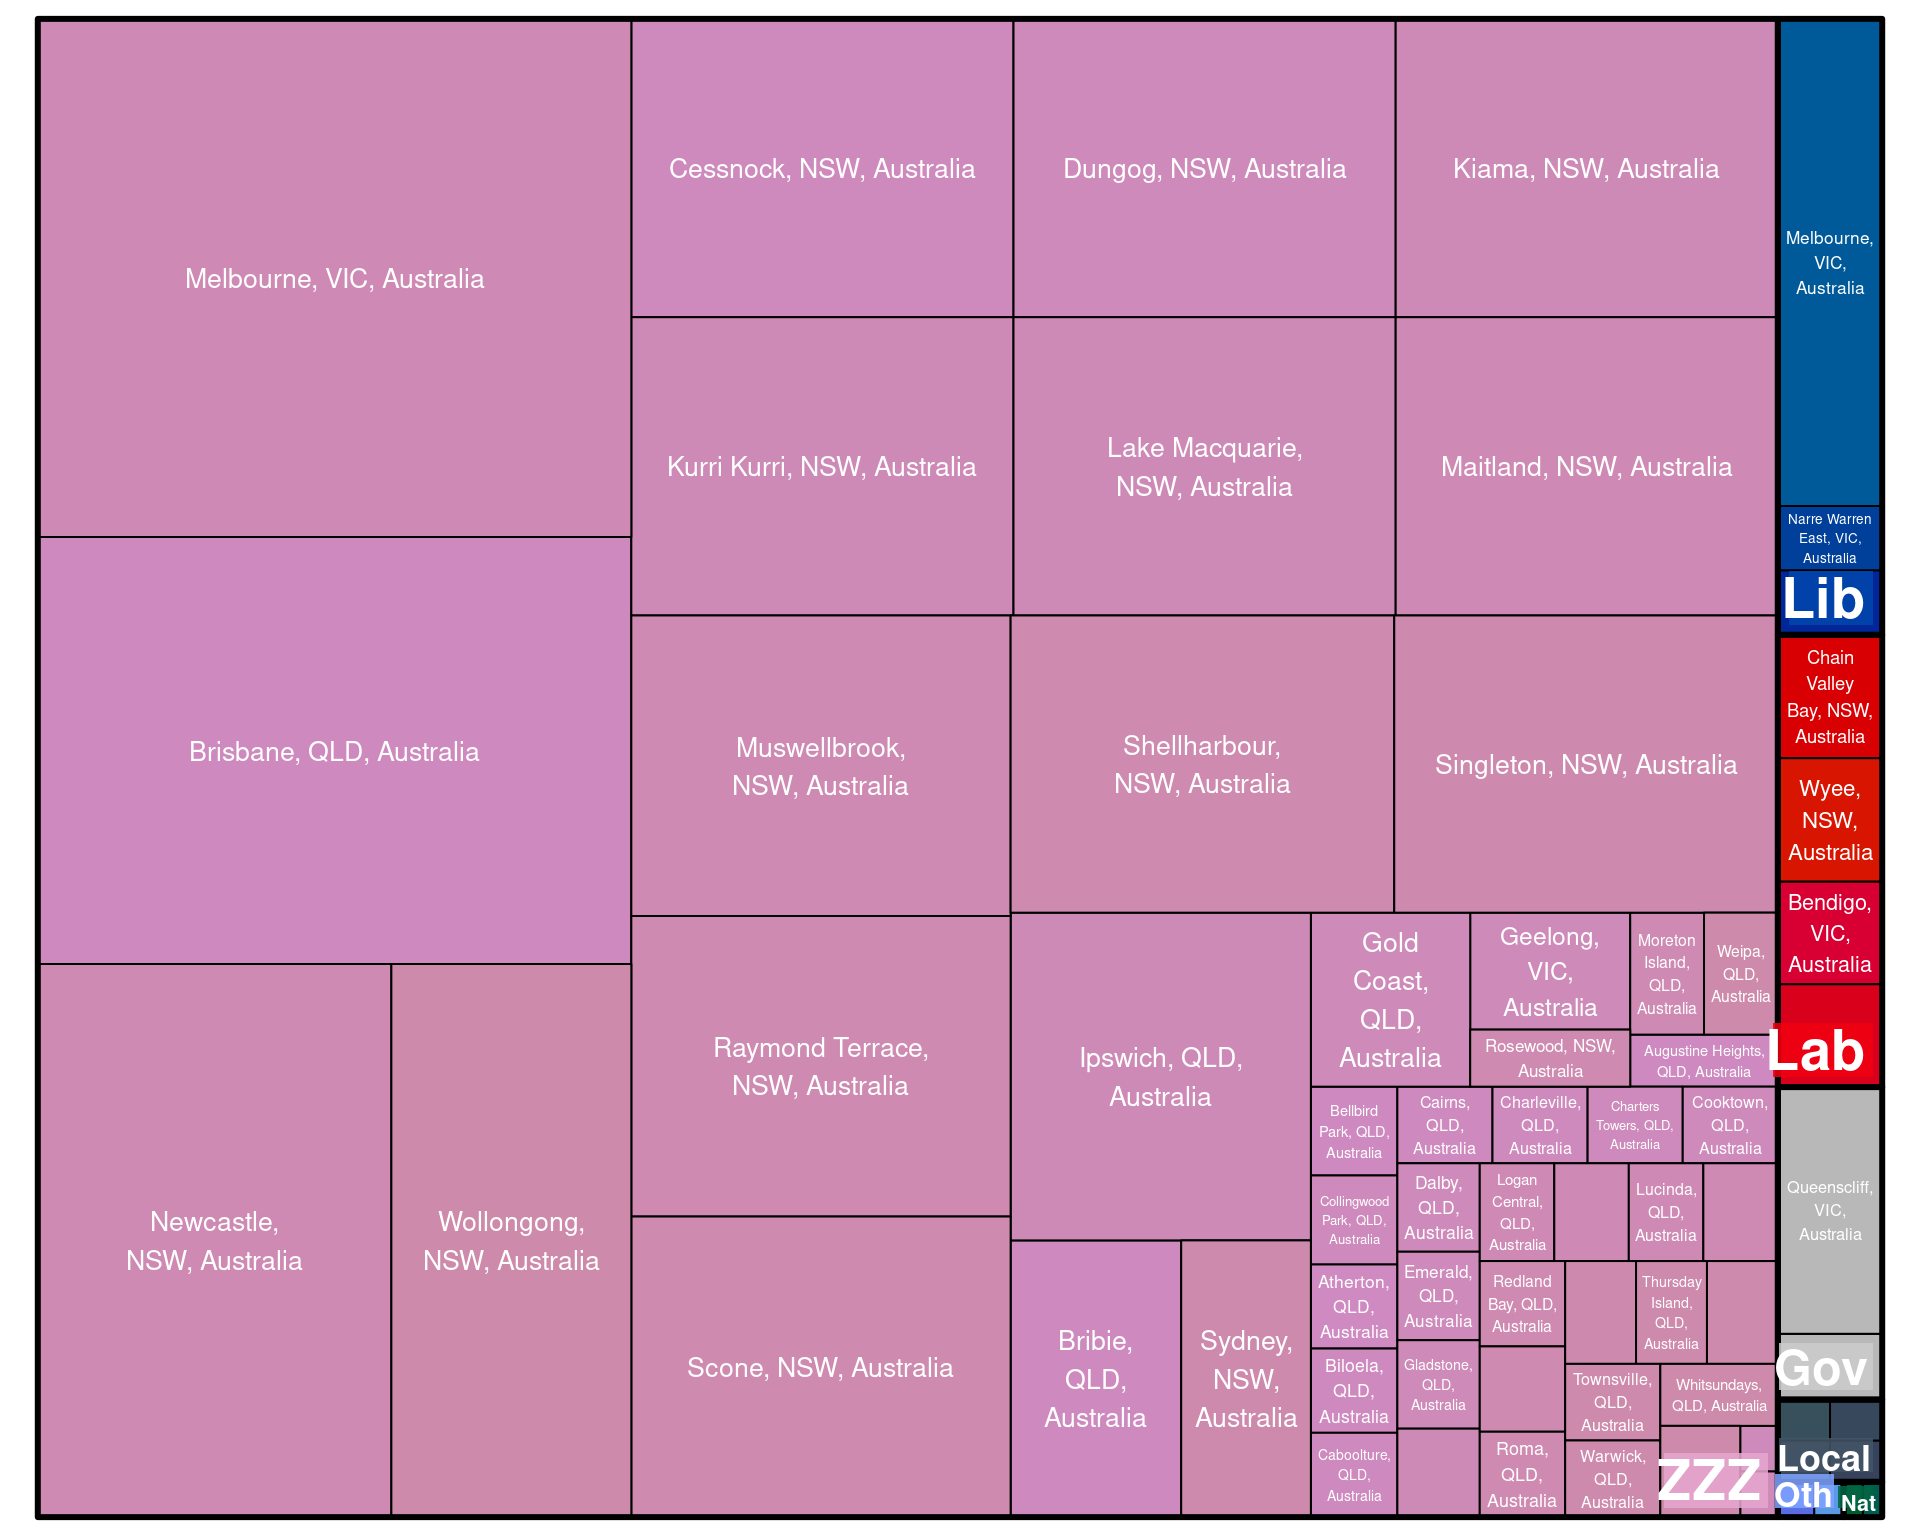 Melbourne, VIC, Australia
Brisbane, QLD, Australia
Newcastle,
NSW, Australia
Wollongong,
NSW, Australia
Cessnock, NSW, Australia
Dungog, NSW, Australia
Kiama, NSW, Australia
Kurri Kurri, NSW, Australia
Lake Macquarie,
NSW, Australia
Maitland, NSW, Australia
Muswellbrook,
NSW, Australia
Shellharbour,
NSW, Australia
Singleton, NSW, Australia
Raymond Terrace,
NSW, Australia
Scone, NSW, Australia
Ipswich, QLD,
Australia
Bribie,
QLD,
Australia
Sydney,
NSW,
Australia
Gold
Coast,
QLD,
Australia
Geelong,
VIC,
Australia
Rosewood, NSW,
Australia
Moreton
Island,
QLD,
Australia
Weipa,
QLD,
Australia
Augustine Heights,
QLD, Australia
Bellbird
Park, QLD,
Australia
Collingwood
Park, QLD,
Australia
Atherton,
QLD,
Australia
Biloela,
QLD,
Australia
Caboolture,
QLD,
Australia
Cairns,
QLD,
Australia
Charleville,
QLD,
Australia
Charters
Towers, QLD,
Australia
Cooktown,
QLD,
Australia
Dalby,
QLD,
Australia
Emerald,
QLD,
Australia
Gladstone,
QLD,
Australia
Logan
Central,
QLD,
Australia
Lucinda,
QLD,
Australia
Redland
Bay, QLD,
Australia
Thursday
Island,
QLD,
Australia
Roma,
QLD,
Australia
Townsville,
QLD,
Australia
Whitsundays,
QLD, Australia
Warwick,
QLD,
Australia
ZZZ
Melbourne,
VIC,
Australia
Narre Warren
East, VIC,
Australia
Lib
Chain
Valley
Bay, NSW,
Australia
Wyee,
NSW,
Australia
Bendigo,
VIC,
Australia
Lab
Queenscliff,
VIC,
Australia
Gov
Local
Oth
Nat